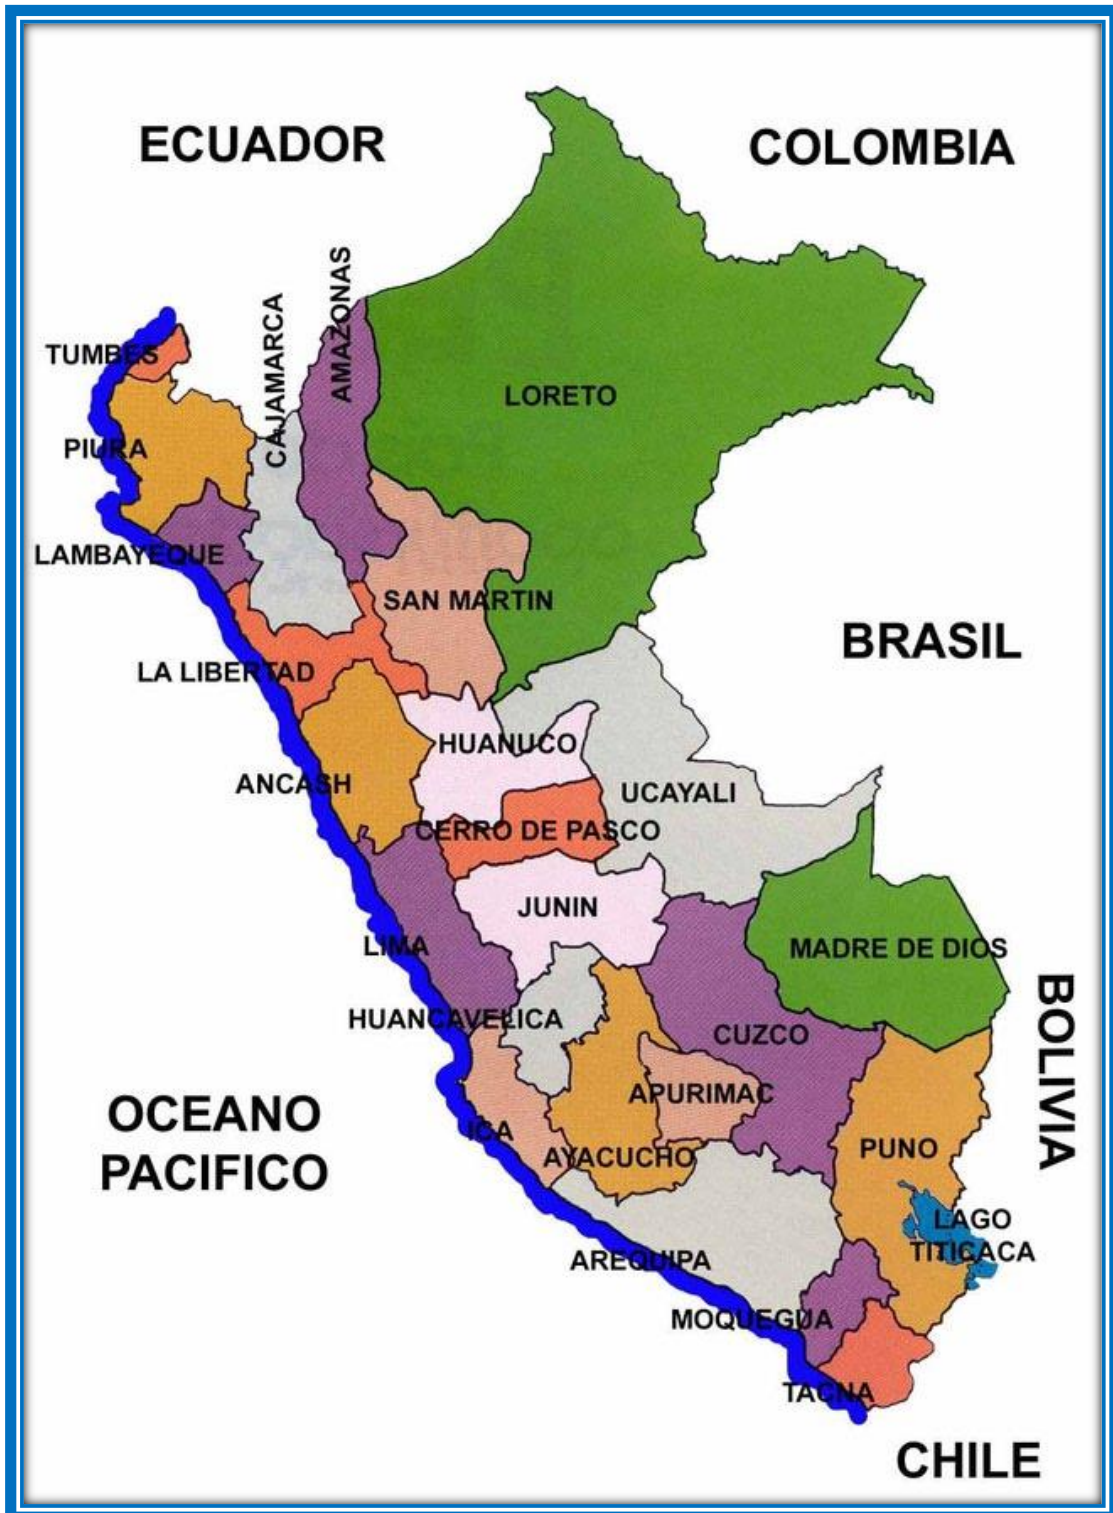 ECUADOR
COLOMBIA
AMAZONAS
CAJAMARCA
TUMBES
LORETO
PIURA
LAMBAYEQUE
SAN MARTIN
BRASIL
LA LIBERTAD
HUANUCO
ANCASH
UCAYALI
CERRO DE PASCO
JUNIN
LIMA
MADRE DE DIOS
HUANCAVELICA
CUZCO
BOLIVIA
APURIMAC
OCEANO
PACIFICO
ICA
AYACUCHO
PUNO
LAGO
TITICACA
AREQUIPA
MOQUEGUA
TACNA
CHILE